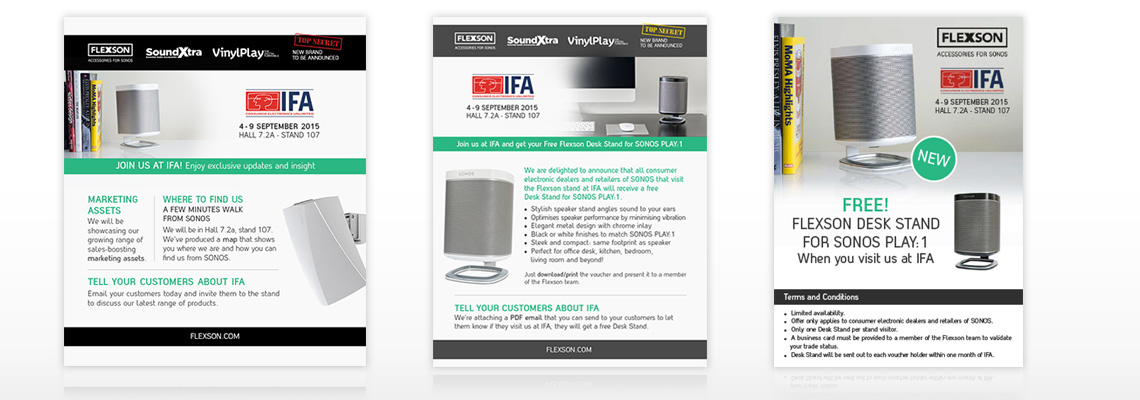 FLEXSON
ACCESSORIES FOR SONOS
SoundXtra
VinylPlay
TOP SECRET
NEW BRAND
TO BE ANNOUNCED
MoMA Highlights
IFA
CONSUMER ELECTRONICS UNLIMITED
4 - 9 SEPTEMBER 2015
HALL 7.2A - STAND 107
JOIN US AT IFA! Enjoy exclusive updates and insight
MARKETING
ASSETS
We will be
showcasing our
growing range of
sales-boosting
marketing assets.
WHERE TO FIND US
A FEW MINUTES WALK
FROM SONOS
We will be in Hall 7.2a, stand 107.
We've produced a map that shows
you where we are and how you can
find us from SONOS.
TELL YOUR CUSTOMERS ABOUT IFA
Email your customers today and invite them to the stand
to discuss our latest range of products.
FLEXSON.COM
FLEXSON
ACCESSORIES FOR SONOS
SoundXtra
VinylPlay
TOP SECRET
NEW BRAND
TO BE ANNOUNCED
IFA
CONSUMER ELECTRONICS UNLIMITED
4 - 9 SEPTEMBER 2015
HALL 7.2A - STAND 107
Join us at IFA and get your Free Flexson Desk Stand for SONOS PLAY:1
SONOS
We are delighted to announce that all consumer
electronic dealers and retailers of SONOS that visit
the Flexson stand at IFA will receive a free
Desk Stand for SONOS PLAY:1.
• Stylish speaker stand angles sound to your ears
• Optimises speaker performance by minimising vibration
• Elegant metal design with chrome inlay
• Black or white finishes to match SONOS PLAY:1
• Sleek and compact: same footprint as speaker
• Perfect for office desk, kitchen, bedroom,
living room and beyond!
Just download/print the voucher and present it to a member
of the Flexson team.
TELL YOUR CUSTOMERS ABOUT IFA
We're attaching a PDF email that you can send to your customers to let
them know if they visit us at IFA, they will get a free Desk Stand.
FLEXSON.COM
MoMA Highlights
FLEXSON
ACCESSORIES FOR SONOS
IFA
CONSUMER ELECTRONICS UNLIMITED
4 - 9 SEPTEMBER 2015
HALL 7.2A - STAND 107
NEW
FREE!
FLEXSON DESK STAND
FOR SONOS PLAY:1
When you visit us at IFA
Terms and Conditions
• Limited availability.
• Offer only applies to consumer electronic dealers and retailers of SONOS.
• Only one Desk Stand per stand visitor.
• A business card must be provided to a member of the Flexson team to validate
your trade status.
• Desk Stand will be sent out to each voucher holder within one month of IFA.